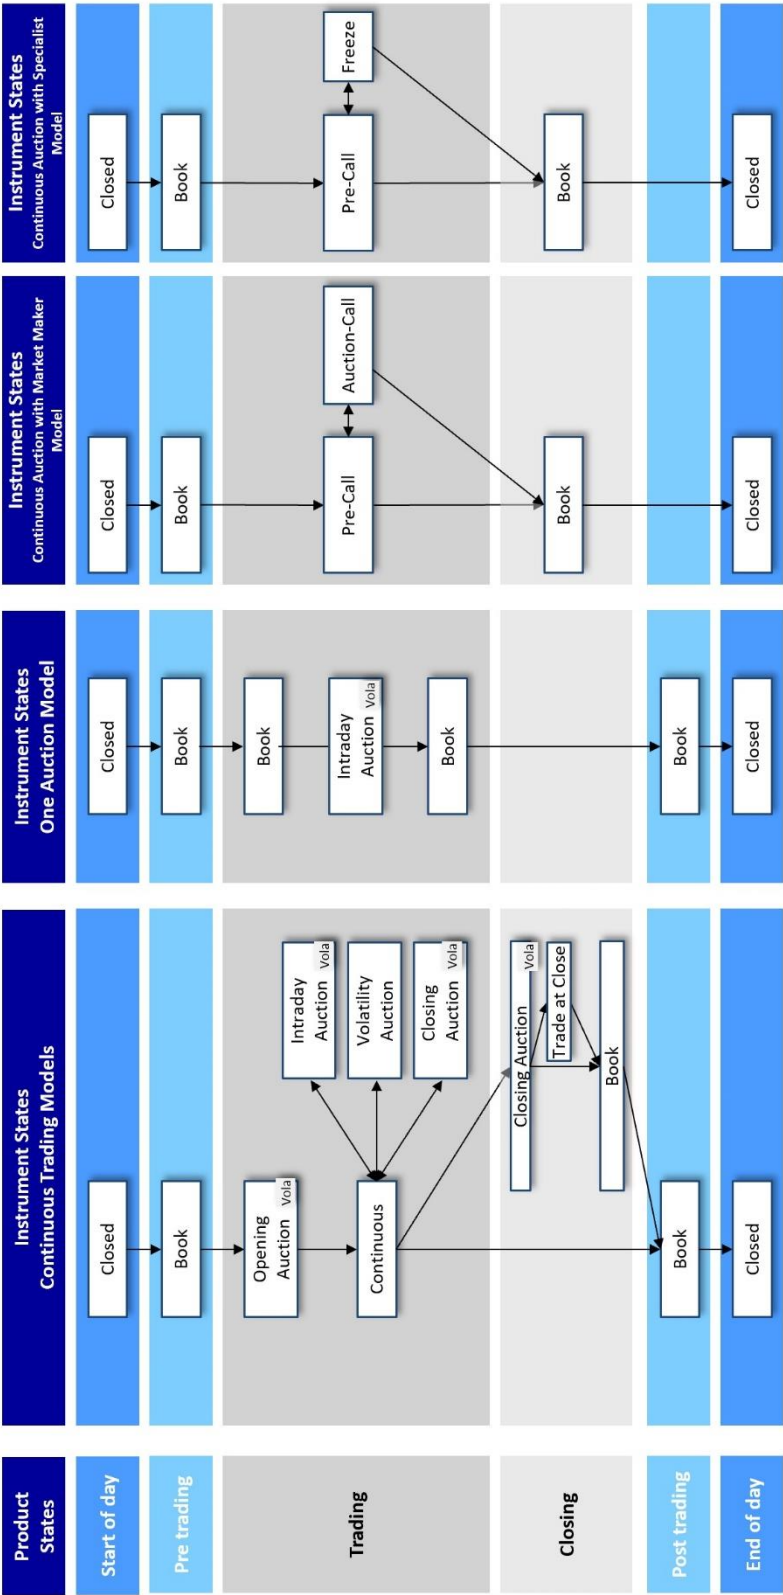 Product
States
Start of day
Pre trading
Trading
Closing
Post trading
End of day
Instrument States
Continuous Trading Models
Closed
Book
Opening
Auction
Vola
Continuous
Intraday
Auction
Vola
Volatility
Auction
Closing
Auction
Vola
Closing Auction
Vola
Trade at Close
Book
Book
Closed
Instrument States
One Auction Model
Closed
Book
Book
Intraday
Auction
Vola
Book
Book
Closed
Instrument States
Continuous Auction with Market Maker
Model
Closed
Book
Pre-Call
Auction-Call
Book
Closed
Instrument States
Continuous Auction with Specialist
Model
Closed
Book
Pre-Call
Freeze
Book
Closed